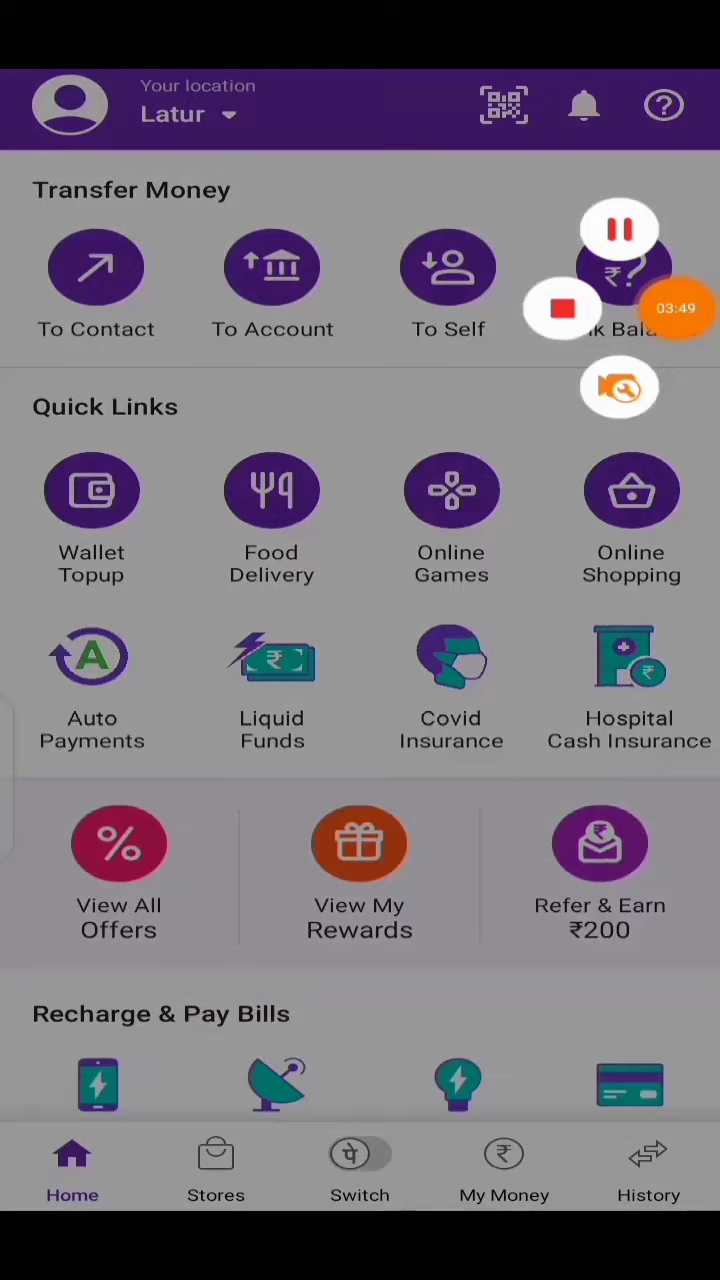 Your location
Latur
Transfer Money
To Contact
To Account
To Self
03:49
Quick Links
Wallet
Topup
Food
Delivery
Online
Games
Online
Shopping
A
Auto
Payments
₹
Liquid
Funds
Covid
Insurance
₹
Hospital
Cash Insurance
%
View All
Offers
View My
Rewards
₹
Refer & Earn
₹200
Recharge & Pay Bills
पे
₹
Home
Stores
Switch
My Money
History